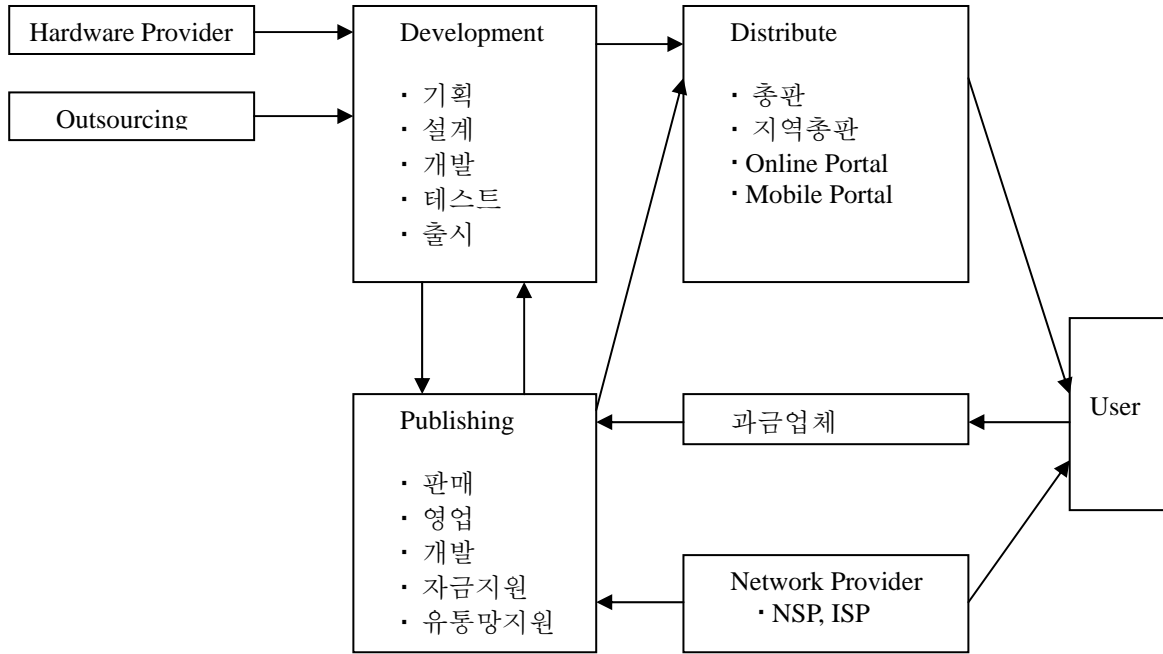 Hardware Provider
Outsourcing
Development
· 기획
· 설계
· 개발
· 테스트
· 출시
Distribute
· 총판
· 지역총판
· Online Portal
· Mobile Portal
Publishing
· 판매
· 영업
· 개발
· 자금지원
· 유통망지원
과금업체
Network Provider
· NSP, ISP
User